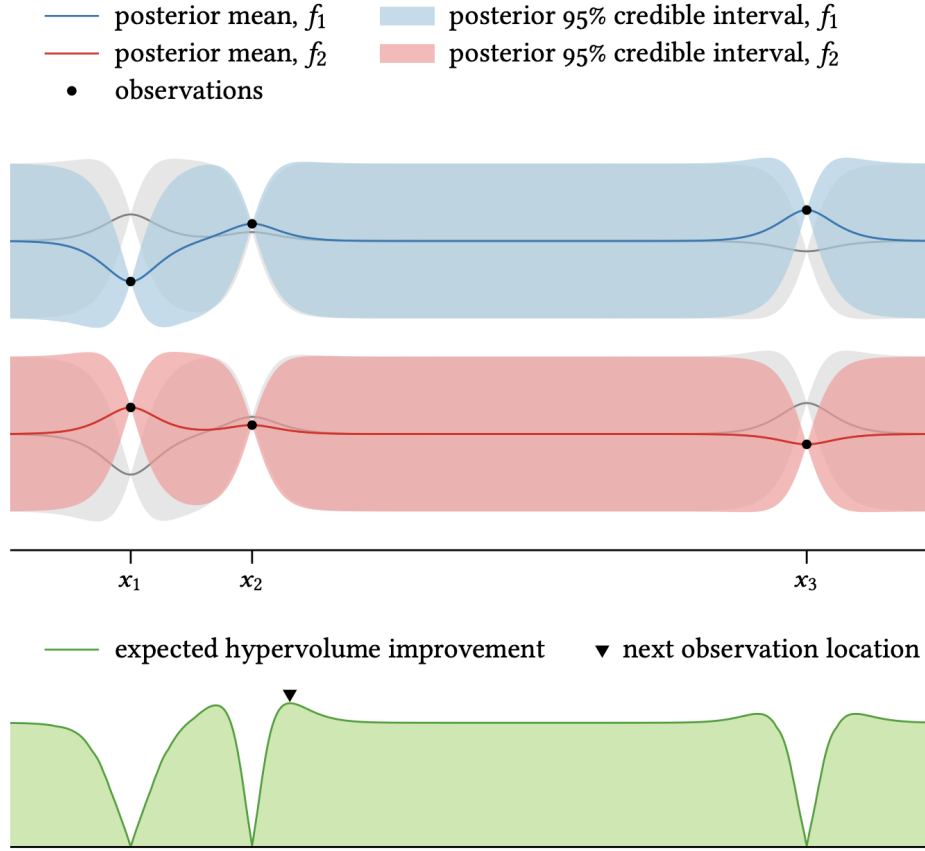 posterior mean, f₁ posterior 95% credible interval, f₁
posterior mean, f₂ posterior 95% credible interval, f₂
observations
x₁ x₂ x₃
expected hypervolume improvement next observation location